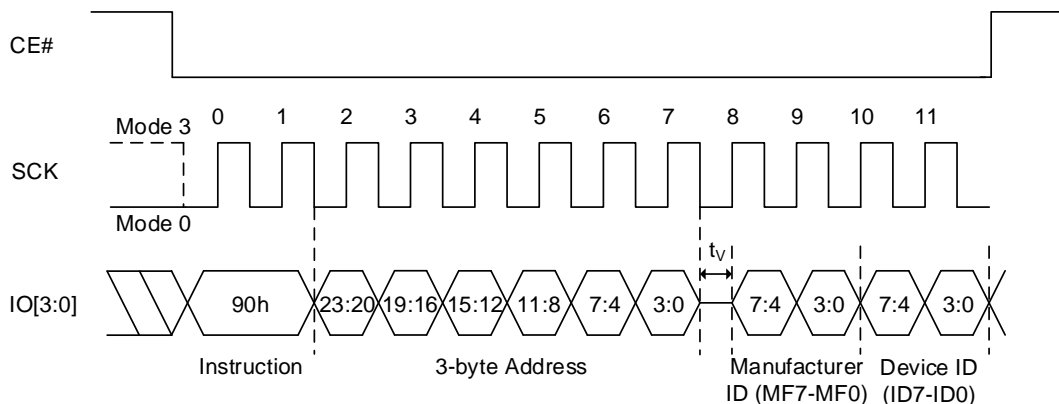 CE#
0 1 2 3 4 5 6 7 8 9 10 11
Mode 3
SCK
Mode 0
tV
IO[3:0] 90h 23:20 19:16 15:12 11:8 7:4 3:0 7:4 3:0 7:4 3:0
Instruction 3-byte Address Manufacturer Device ID
ID (MF7-MF0) (ID7-ID0)